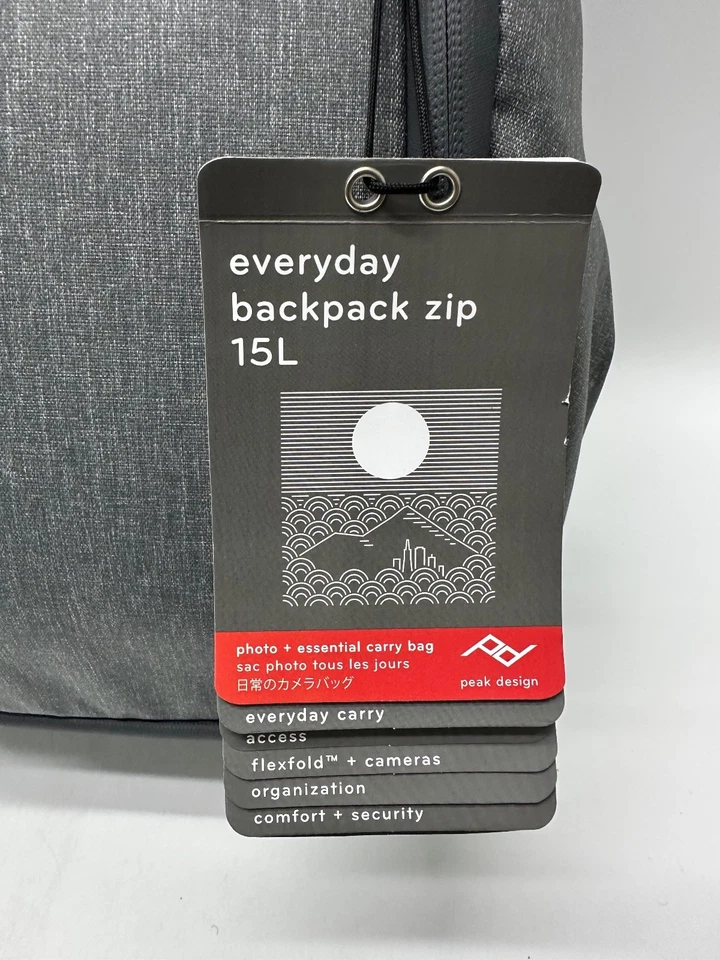 everyday
backpack zip
15L
photo + essential carry bag
sac photo tous les jours
日常のカメラバッグ
peak design
everyday carry
access
flexfold™ + cameras
organization
comfort + security